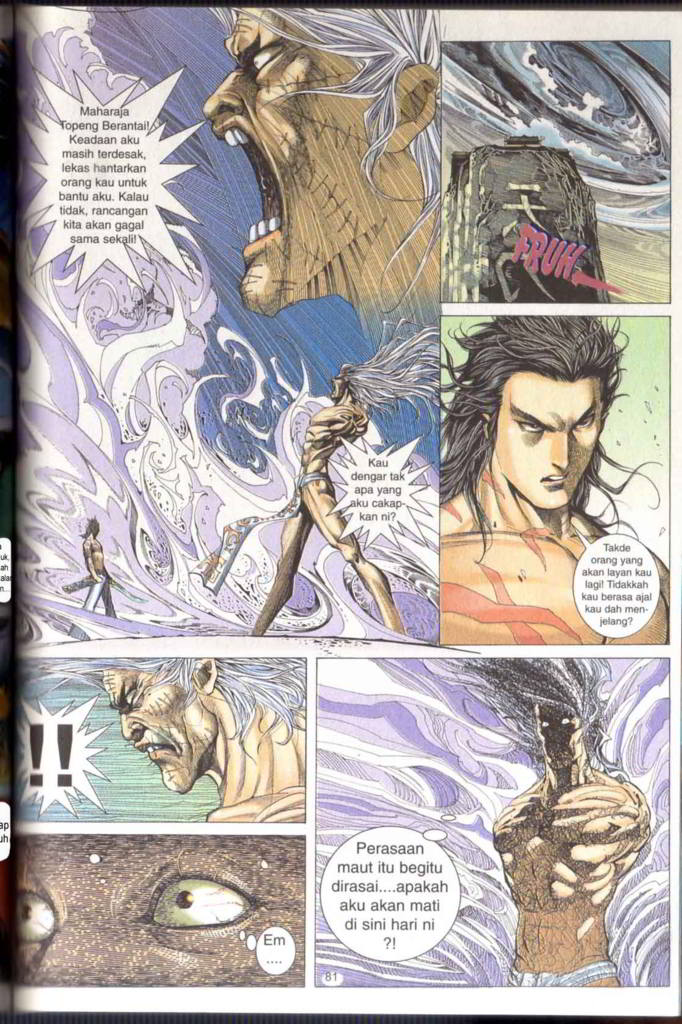 Maharaja
Topeng Berantai!
Keadaan aku
masih terdesak,
lekas hantarkan
orang kau untuk
bantu aku. Kalau
tidak, rancangan
kita akan gagal
sama sekali!
FRUH...
Kau
dengar tak
apa yang
aku cakap-
kan ni?
Takde
orang yang
akan layan kau
lagi! Tidakkah
kau berasa ajal
kau dah men-
jelang?
!!
Em
....
Perasaan
maut itu begitu
dirasai....apakah
aku akan mati
di sini hari ni
?!
81